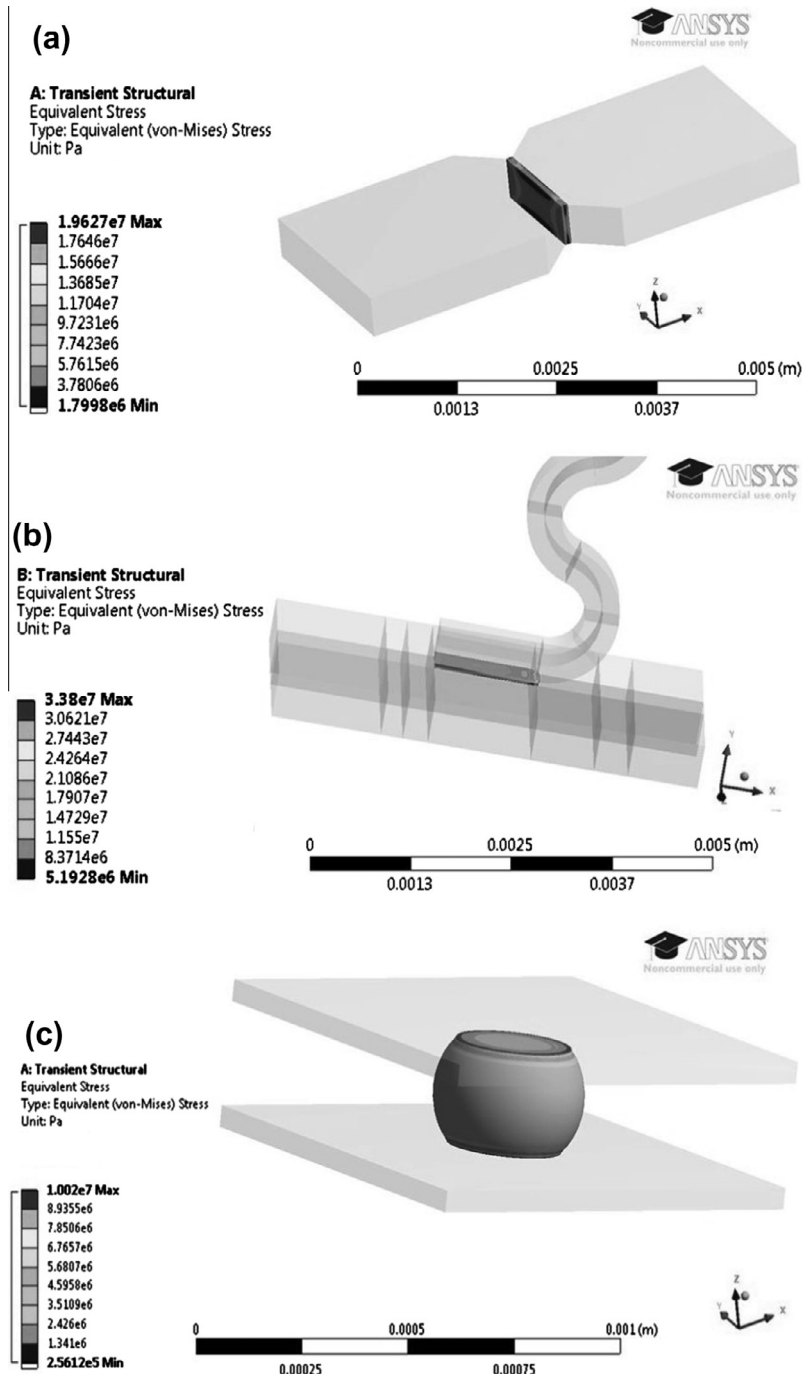 (a)
ANSYS
Noncommercial use only
A: Transient Structural
Equivalent Stress
Type: Equivalent (von-Mises) Stress
Unit: Pa
1.9627e7 Max
1.7646e7
1.5666e7
1.3685e7
1.1704e7
9.7231e6
7.7423e6
5.7615e6
3.7806e6
1.7998e6 Min
Z
Y
X
0 0.0025 0.005 (m)
0.0013 0.0037
(b)
ANSYS
Noncommercial use only
B: Transient Structural
Equivalent Stress
Type: Equivalent (von-Mises) Stress
Unit: Pa
3.38e7 Max
3.0621e7
2.7443e7
2.4264e7
2.1086e7
1.7907e7
1.4729e7
1.155e7
8.3714e6
5.1928e6 Min
Y
X
0 0.0025 0.005 (m)
0.0013 0.0037
(c)
ANSYS
Noncommercial use only
A: Transient Structural
Equivalent Stress
Type: Equivalent (von-Mises) Stress
Unit: Pa
1.002e7 Max
8.9355e6
7.8506e6
6.7657e6
5.6807e6
4.5958e6
3.5109e6
2.426e6
1.341e6
2.5612e5 Min
Z
Y
X
0 0.0005 0.001 (m)
0.00025 0.00075